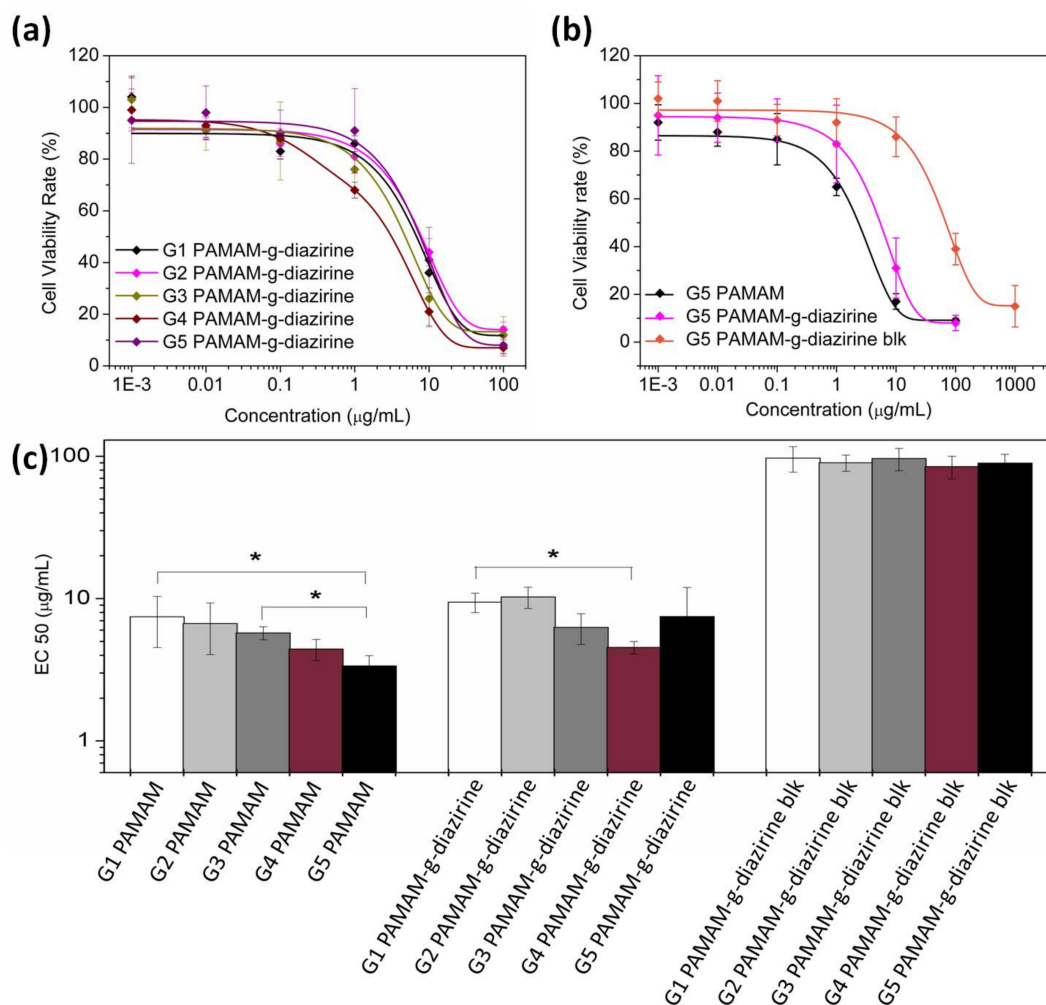 (a)
120
100
80
60
40
20
0
Cell VIability Rate (%)
G1 PAMAM-g-diazirine
G2 PAMAM-g-diazirine
G3 PAMAM-g-diazirine
G4 PAMAM-g-diazirine
G5 PAMAM-g-diazirine
1E-3 0.01 0.1 1 10 100
Concentration (μg/mL)
(b)
120
100
80
60
40
20
0
Cell Viability rate (%)
G5 PAMAM
G5 PAMAM-g-diazirine
G5 PAMAM-g-diazirine blk
1E-3 0.01 0.1 1 10 100 1000
Concentration (μg/mL)
(c)
100
10
1
EC 50 (μg/mL)
*
*
*
G1 PAMAM
G2 PAMAM
G3 PAMAM
G4 PAMAM
G5 PAMAM
G1 PAMAM-g-diazirine
G2 PAMAM-g-diazirine
G3 PAMAM-g-diazirine
G4 PAMAM-g-diazirine
G5 PAMAM-g-diazirine
G1 PAMAM-g-diazirine blk
G2 PAMAM-g-diazirine blk
G3 PAMAM-g-diazirine blk
G4 PAMAM-g-diazirine blk
G5 PAMAM-g-diazirine blk